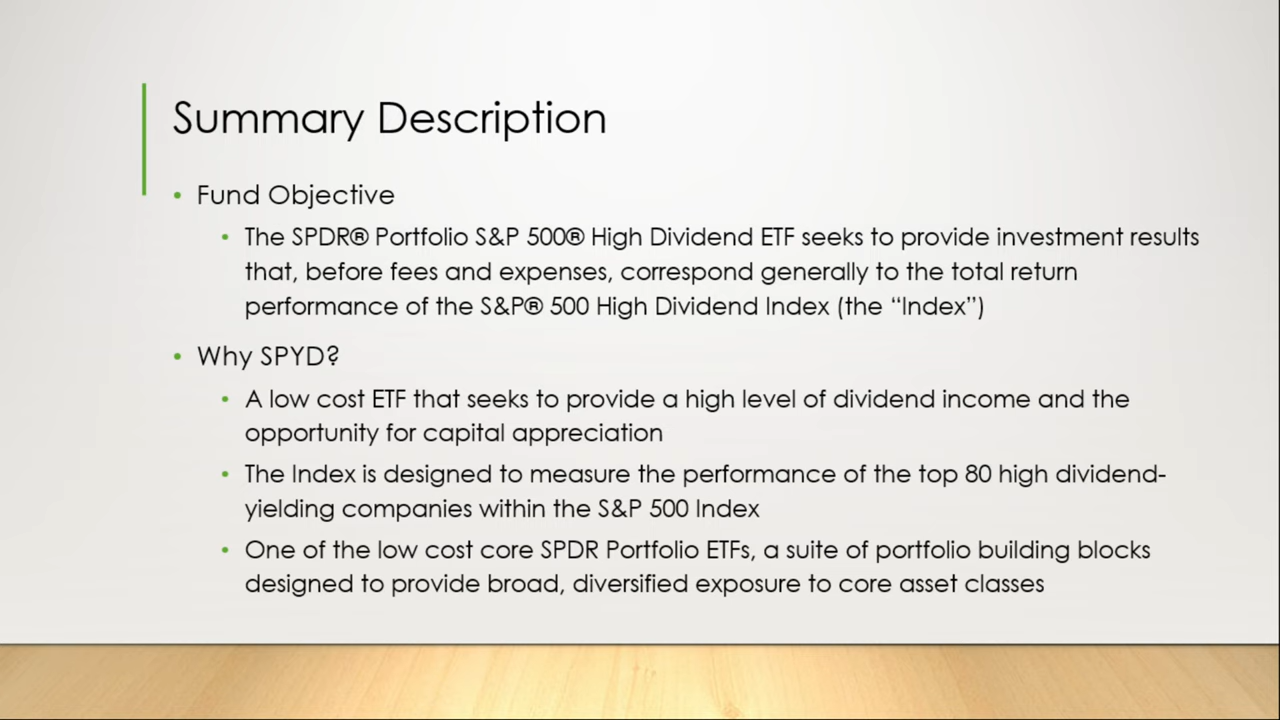 Summary Description
• Fund Objective
• The SPDR® Portfolio S&P 500® High Dividend ETF seeks to provide investment results
that, before fees and expenses, correspond generally to the total return
performance of the S&P® 500 High Dividend Index (the “Index”)
• Why SPYD?
• A low cost ETF that seeks to provide a high level of dividend income and the
opportunity for capital appreciation
• The Index is designed to measure the performance of the top 80 high dividend-
yielding companies within the S&P 500 Index
• One of the low cost core SPDR Portfolio ETFs, a suite of portfolio building blocks
designed to provide broad, diversified exposure to core asset classes